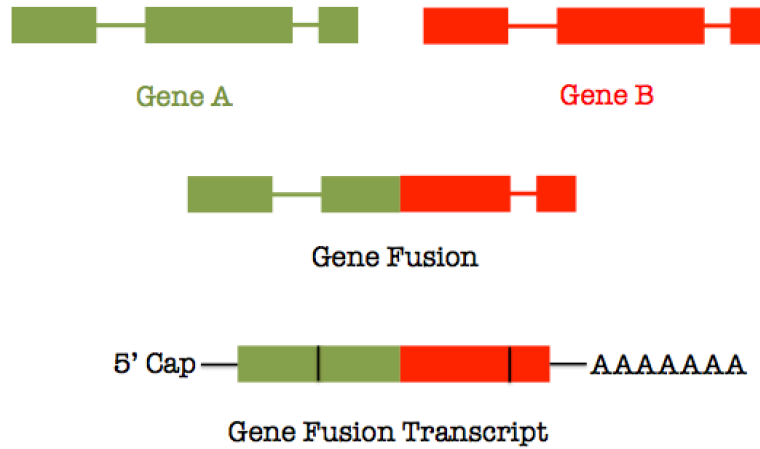 Gene A
Gene B
Gene Fusion
5’ Cap AAAAAAA
Gene Fusion Transcript